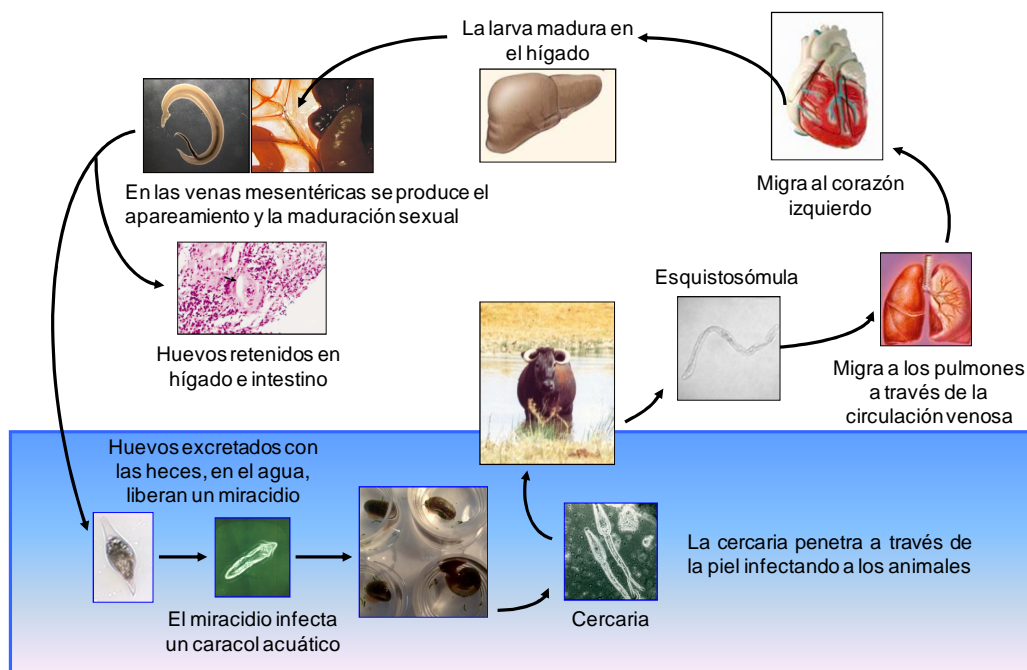 La larva madura en
el hígado
En las venas mesentéricas se produce el
apareamiento y la maduración sexual
Migra al corazón
izquierdo
Esquistosómula
Huevos retenidos en
hígado e intestino
Migra a los pulmones
a través de la
circulación venosa
Huevos excretados con
las heces, en el agua,
liberan un miracidio
La cercaria penetra a través de
la piel infectando a los animales
El miracidio infecta
un caracol acuático
Cercaria